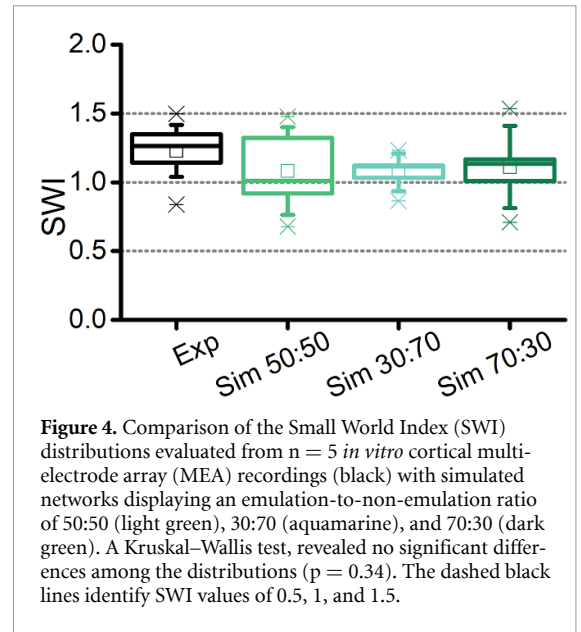 2.0
1.5
1.0
0.5
0.0
SWI
Exp
Sim 50:50
Sim 30:70
Sim 70:30
Figure 4. Comparison of the Small World Index (SWI)
distributions evaluated from n = 5 in vitro cortical multi-
electrode array (MEA) recordings (black) with simulated
networks displaying an emulation-to-non-emulation ratio
of 50:50 (light green), 30:70 (aquamarine), and 70:30 (dark
green). A Kruskal–Wallis test, revealed no significant differ-
ences among the distributions (p = 0.34). The dashed black
lines identify SWI values of 0.5, 1, and 1.5.